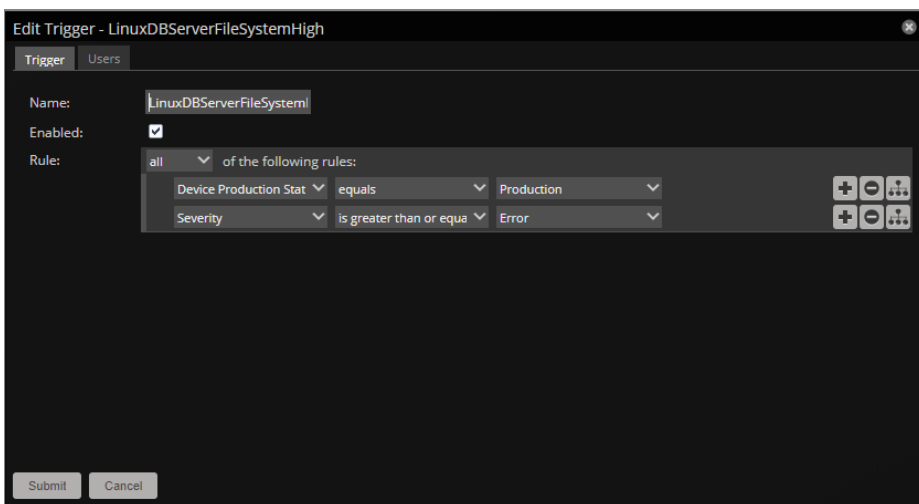 Edit Trigger - LinuxDBServerFileSystemHigh
Trigger Users
Name: LinuxDBServerFileSystem
Enabled:
Rule: all of the following rules:
Device Production Stat equals Production
Severity is greater than or equa Error
Submit Cancel